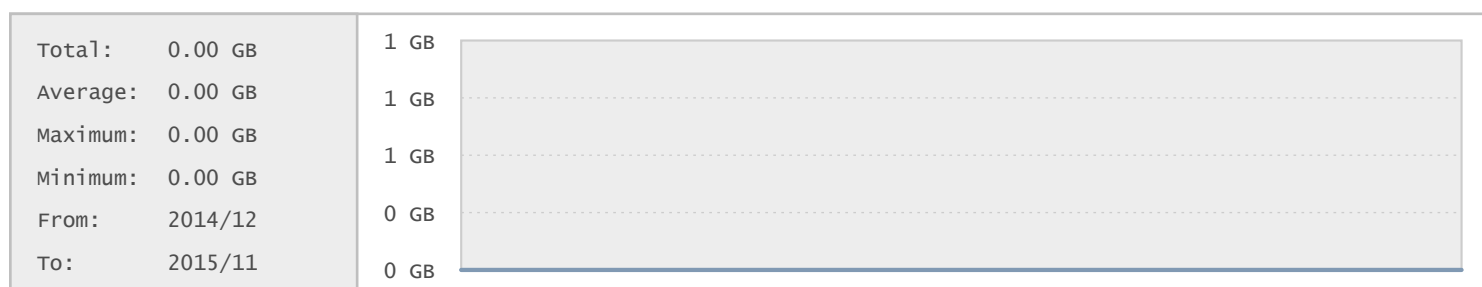 Total: 0.00 GB
Average: 0.00 GB
Maximum: 0.00 GB
Minimum: 0.00 GB
From: 2014/12
To: 2015/11
1 GB
1 GB
1 GB
0 GB
0 GB